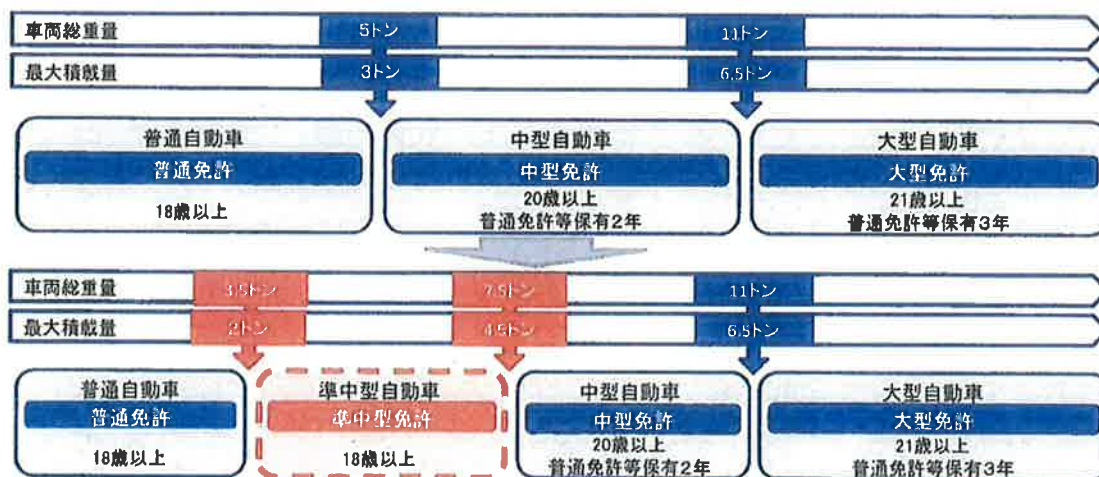 車両総重量 5トン 11トン
最大積載量 3トン 6.5トン
普通自動車 中型自動車 大型自動車
普通免許 中型免許 大型免許
18歳以上 20歳以上 21歳以上
普通免許等保有2年 普通免許等保有3年
車両総重量 3.5トン 7.5トン 11トン
最大積載量 2トン 4.5トン 6.5トン
普通自動車 準中型自動車 中型自動車 大型自動車
普通免許 準中型免許 中型免許 大型免許
18歳以上 18歳以上 20歳以上 21歳以上
普通免許等保有2年 普通免許等保有3年